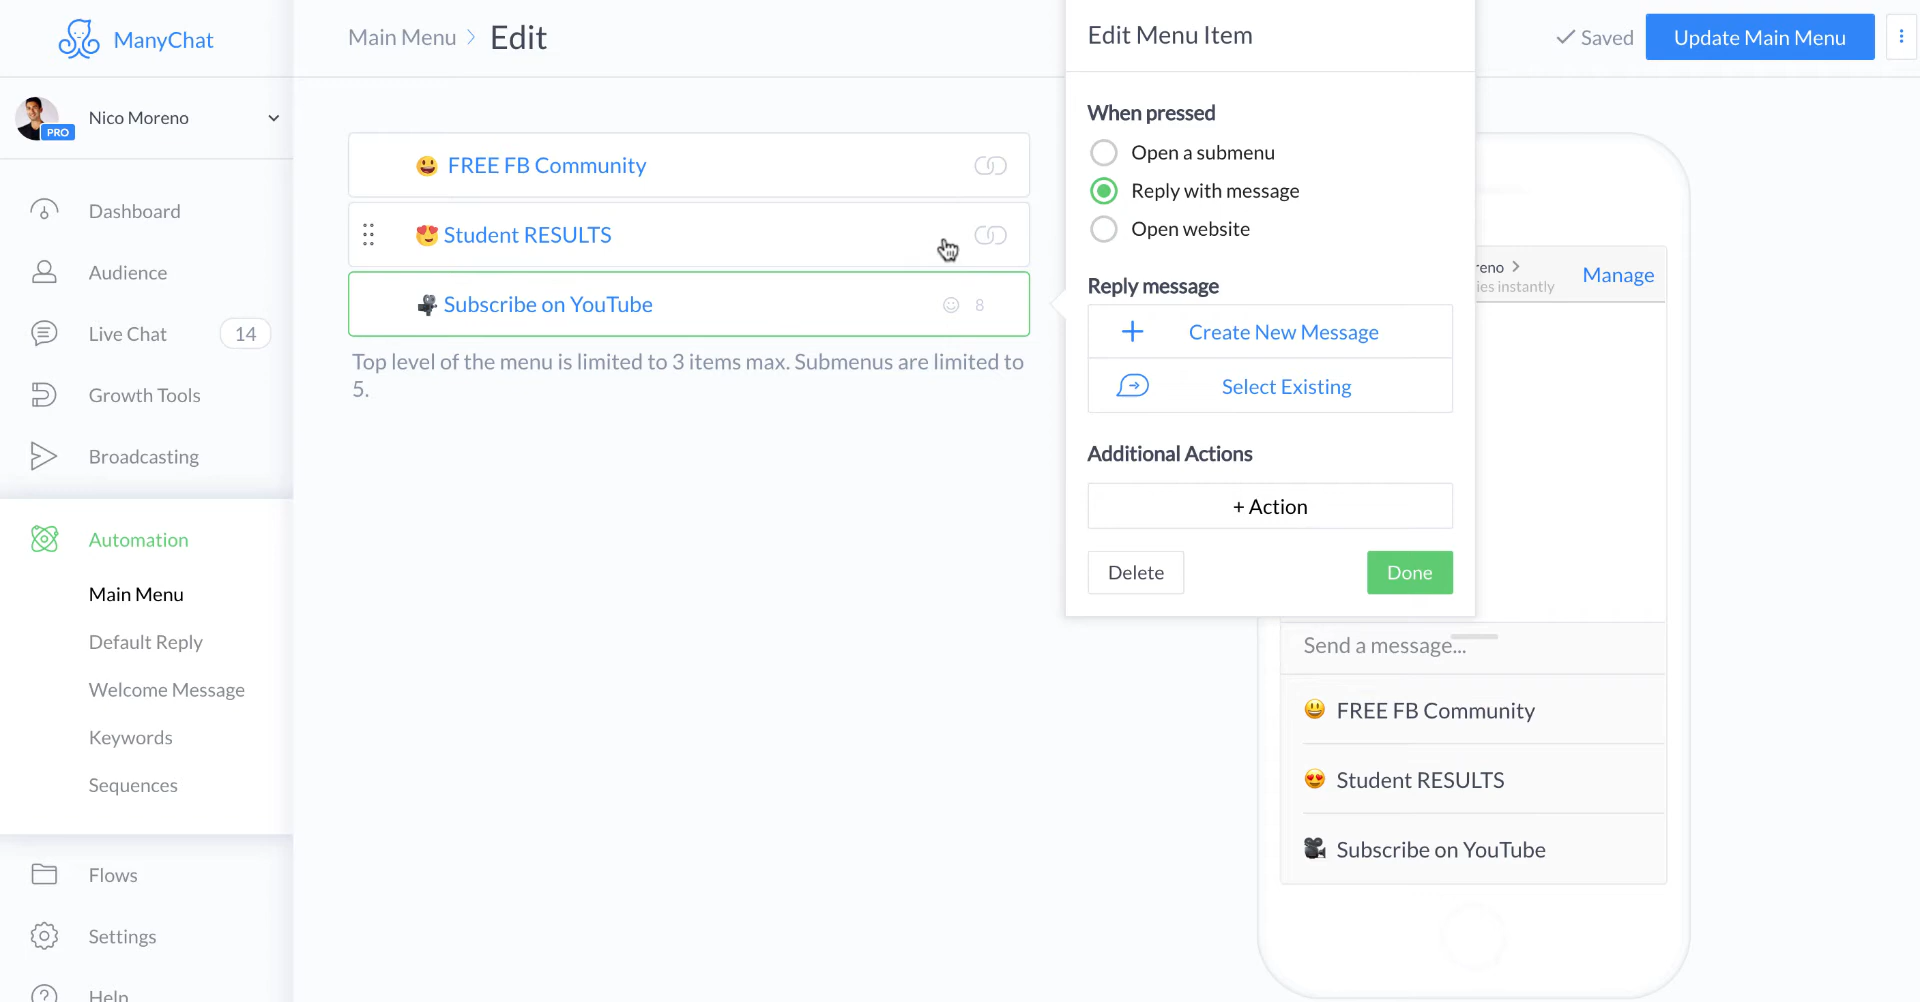 ManyChat
Main Menu
Edit
Edit Menu Item
Saved
Update Main Menu
PRO
Nico Moreno
Dashboard
Audience
Live Chat
14
Growth Tools
Broadcasting
Automation
Main Menu
Default Reply
Welcome Message
Keywords
Sequences
Flows
Settings
Help
😃 FREE FB Community
😍 Student RESULTS
🎥 Subscribe on YouTube
8
Top level of the menu is limited to 3 items max. Submenus are limited to
5.
When pressed
Open a submenu
Reply with message
Open website
Reply message
Create New Message
Select Existing
Additional Actions
+ Action
Delete
Done
reno
Manage
ies instantly
Send a message...
😃 FREE FB Community
😍 Student RESULTS
🎥 Subscribe on YouTube